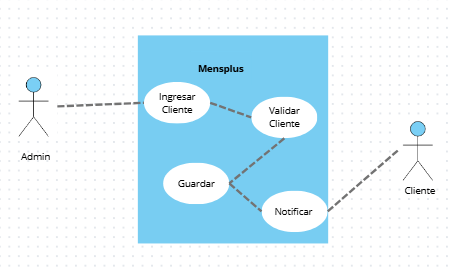 Mensplus
Ingresar
Cliente
Validar
Cliente
Admin
Guardar
Cliente
Notificar